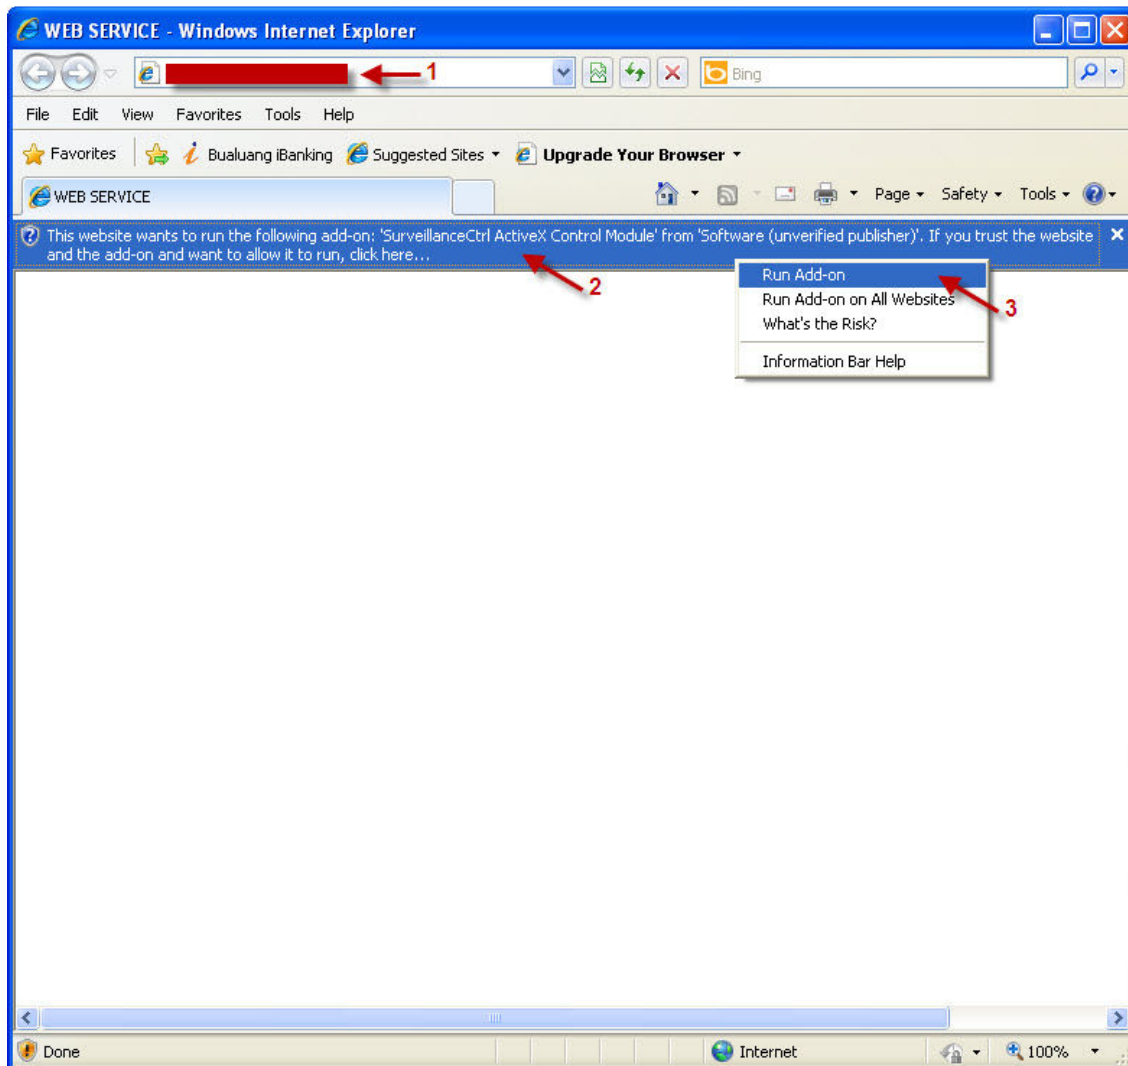 WEB SERVICE - Windows Internet Explorer
1
Bing
File Edit View Favorites Tools Help
Favorites Bualuang iBanking Suggested Sites Upgrade Your Browser
WEB SERVICE Page Safety Tools
This website wants to run the following add-on: 'SurveillanceCtrl ActiveX Control Module' from 'Software (unverified publisher)'. If you trust the website
and the add-on and want to allow it to run, click here...
2
Run Add-on
3
Run Add-on on All Websites
What's the Risk?
Information Bar Help
Done Internet 100%